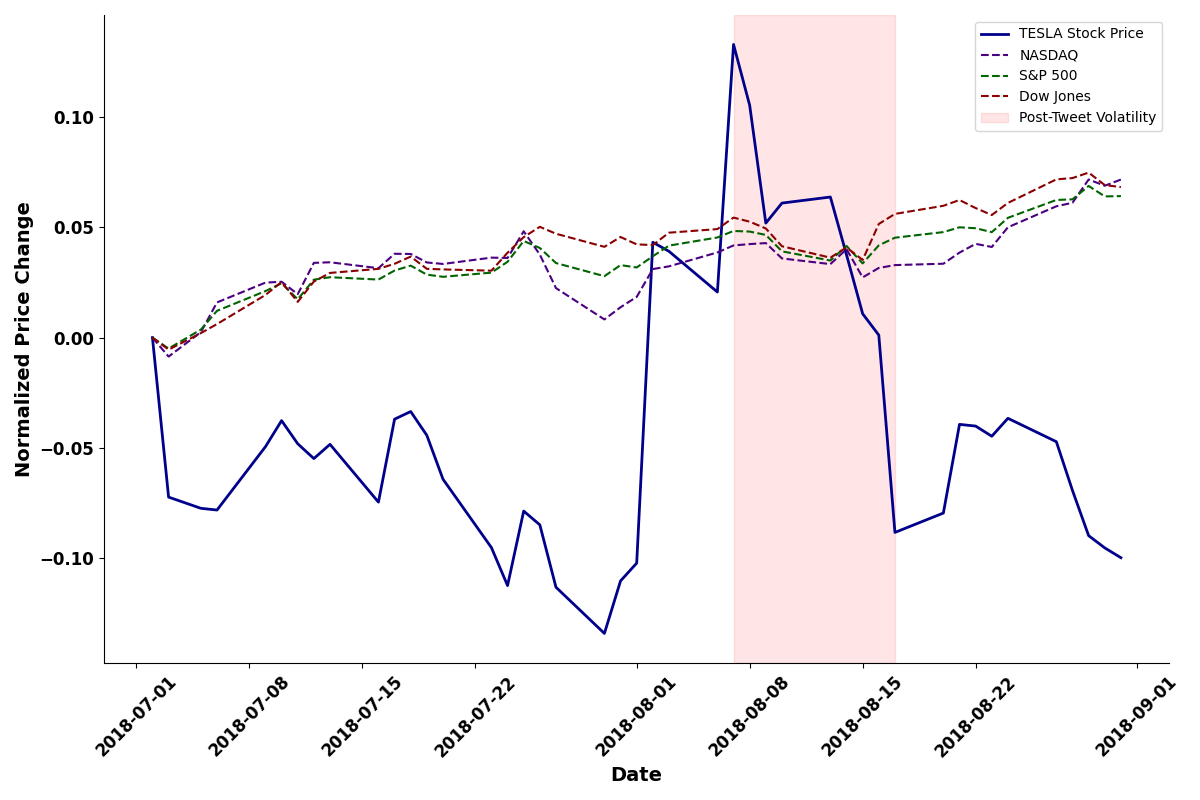 TESLA Stock Price
NASDAQ
S&P 500
Dow Jones
Post-Tweet Volatility
Normalized Price Change
0.10
0.05
0.00
−0.05
−0.10
2018-07-01
2018-07-08
2018-07-15
2018-07-22
2018-08-01
2018-08-08
2018-08-15
2018-08-22
2018-09-01
Date